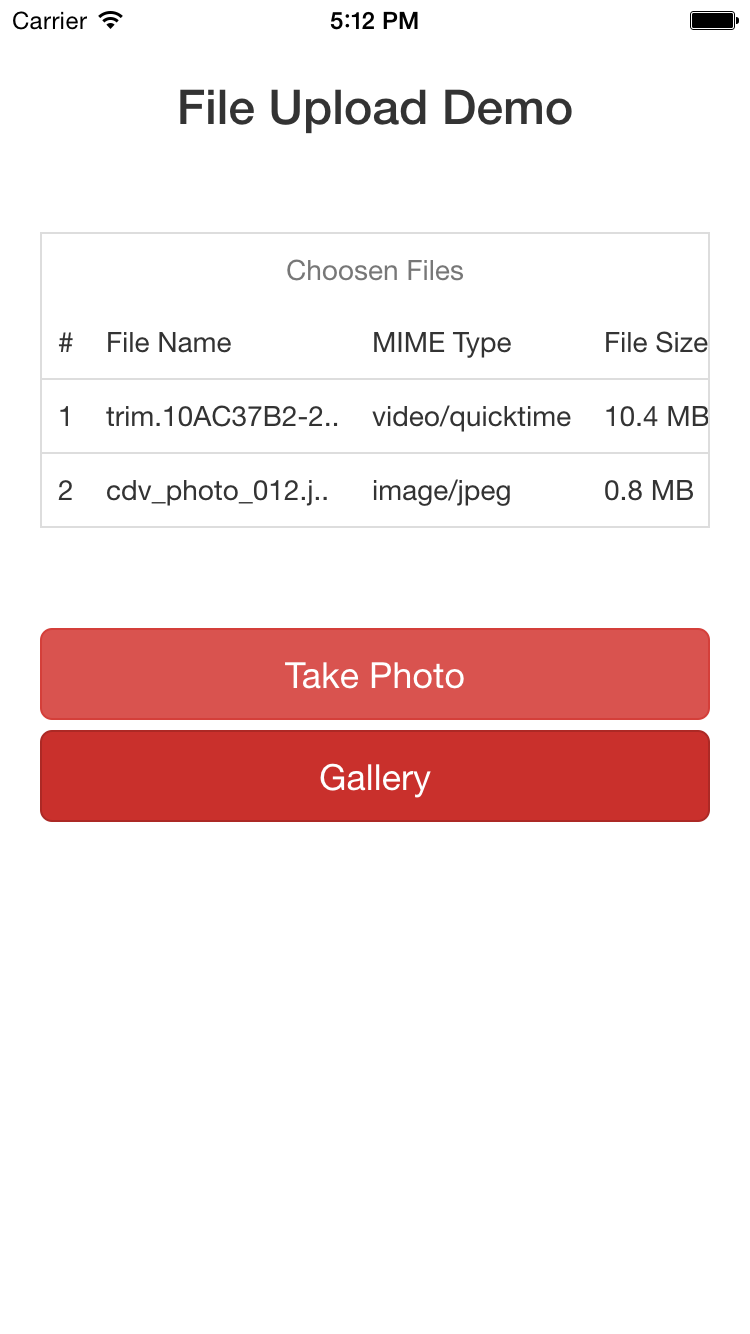 Carrier 5:12 PM
File Upload Demo
Choosen Files
# File Name MIME Type File Size
1 trim.10AC37B2-2.. video/quicktime 10.4 MB
2 cdv_photo_012.j.. image/jpeg 0.8 MB
Take Photo
Gallery